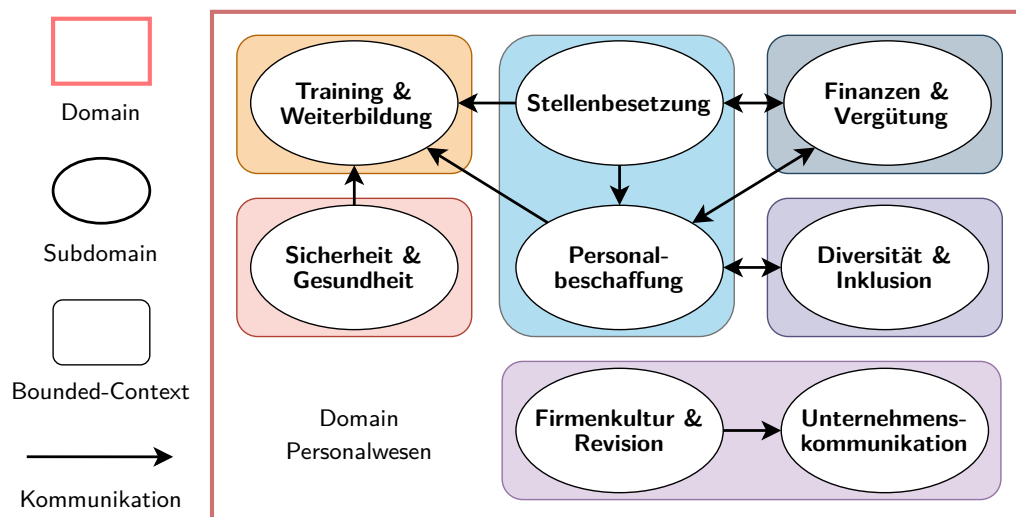 Domain
Subdomain
Bounded-Context
Kommunikation
Training &
Weiterbildung
Stellenbesetzung
Finanzen &
Vergütung
Sicherheit &
Gesundheit
Personal-
beschaffung
Diversität &
Inklusion
Domain
Personalwesen
Firmenkultur &
Revision
Unternehmens-
kommunikation